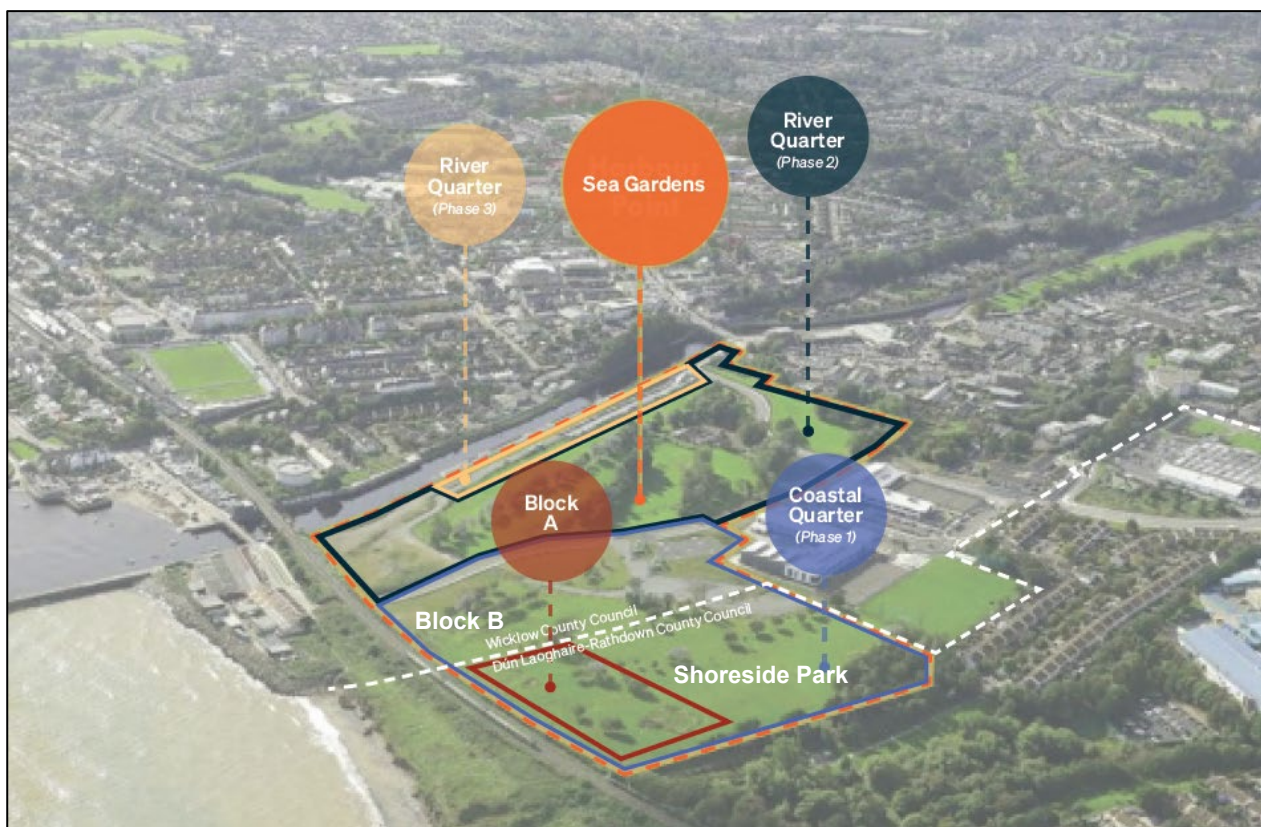 River
Quarter
(Phase 2)
River
Quarter
(Phase 3)
Sea Gardens
Block
A
Coastal
Quarter
(Phase 1)
Block B
Wicklow County Council
Dún Laoghaire-Rathdown County Council
Shoreside Park